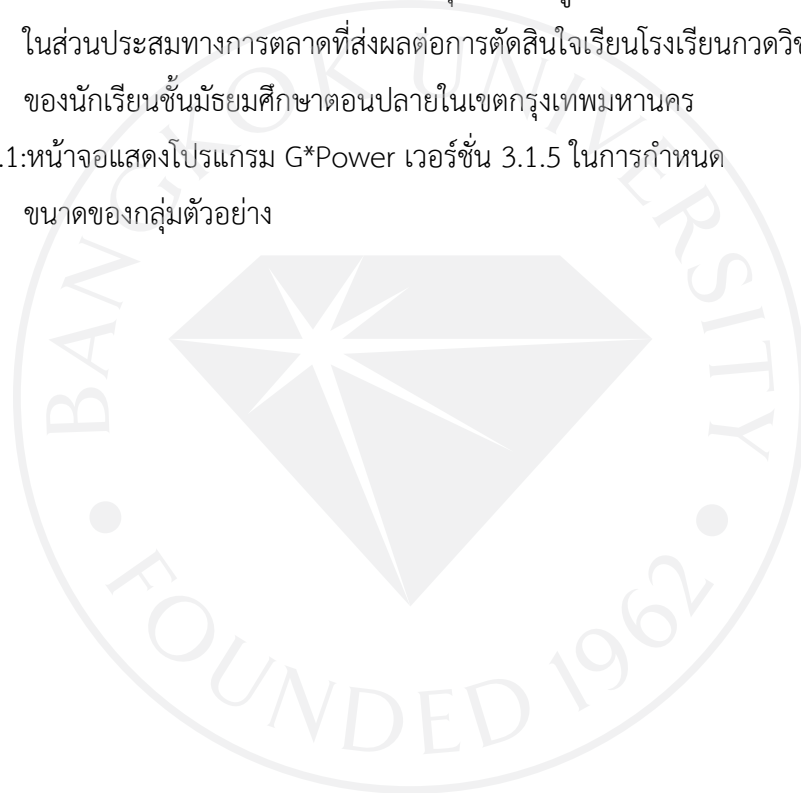 ในส่วนประสมทางการตลาดที่ส่งผลต่อการตัดสินใจเรียนโรงเรียนกวดวิช
ของนักเรียนชั้นมัธยมศึกษาตอนปลายในเขตกรุงเทพมหานคร
.1:หน้าจอแสดงโปรแกรม G*Power เวอร์ชั่น 3.1.5 ในการกำหนด
ขนาดของกลุ่มตัวอย่าง
BANGKOK UNIVERSITY
FOUNDED 1962